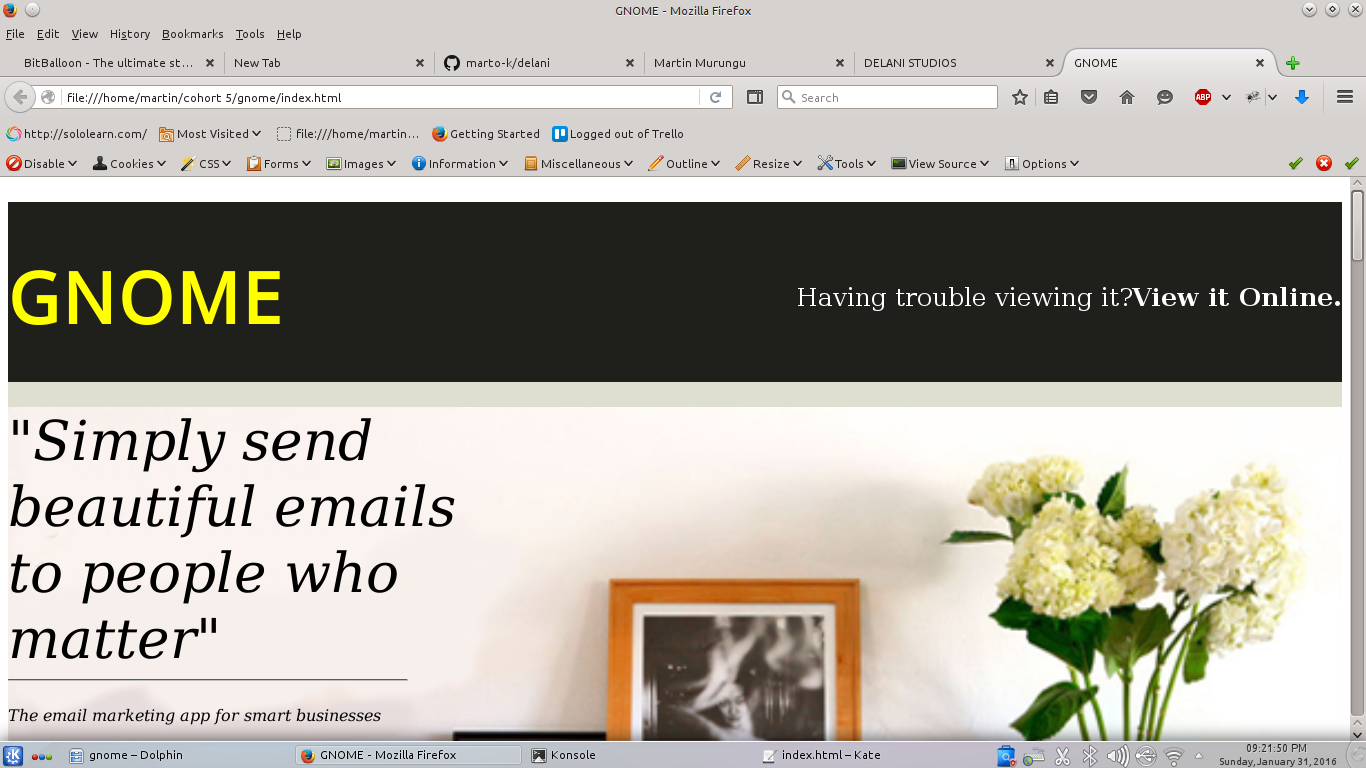 GNOME - Mozilla Firefox
File Edit View History Bookmarks Tools Help
BitBalloon - The ultimate st... New Tab marto-k/delani Martin Murungu DELANI STUDIOS GNOME
file:///home/martin/cohort 5/gnome/index.html Search ABP
http://sololearn.com/ Most Visited file:///home/martin... Getting Started Logged out of Trello
Disable Cookies CSS Forms Images Information Miscellaneous Outline Resize Tools View Source Options
GNOME
Having trouble viewing it?View it Online.
"Simply send
beautiful emails
to people who
matter"
The email marketing app for smart businesses
gnome – Dolphin GNOME - Mozilla Firefox Konsole index.html – Kate
09:21:50 PM
Sunday, January 31, 2016